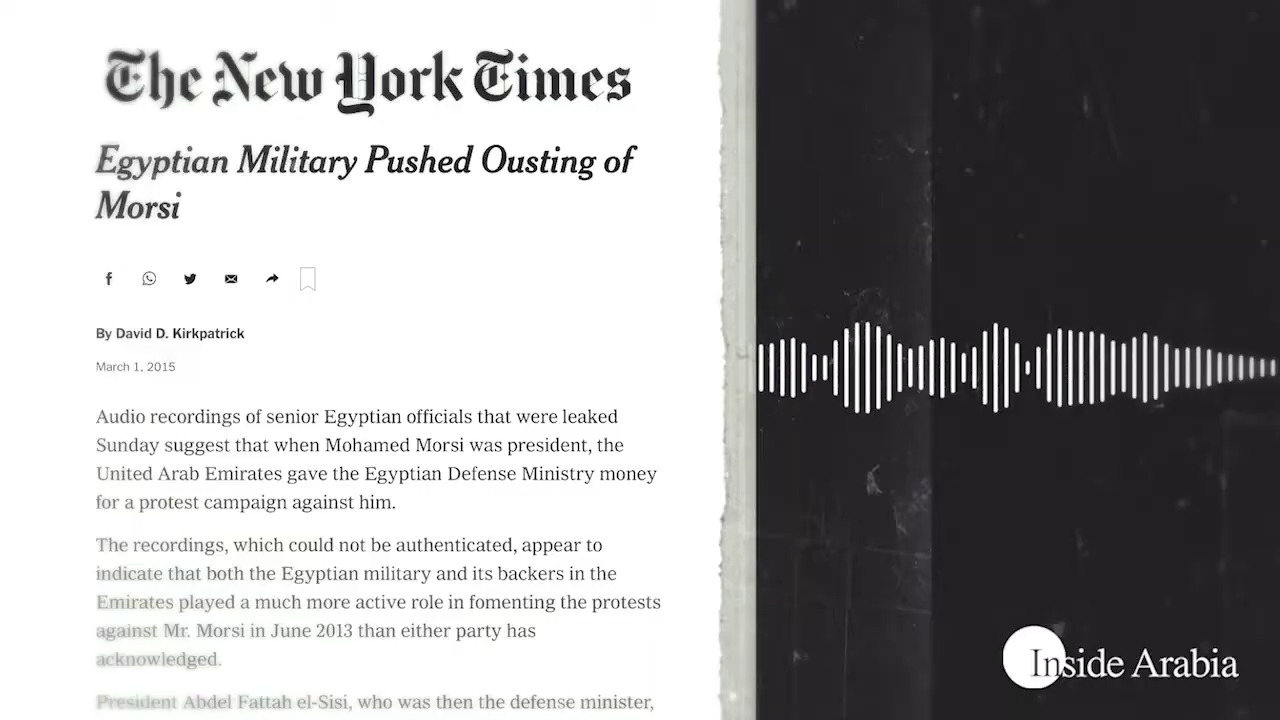 The New York Times
Egyptian Military Pushed Ousting of
Morsi
By David D. Kirkpatrick
March 1, 2015
Audio recordings of senior Egyptian officials that were leaked
Sunday suggest that when Mohamed Morsi was president, the
United Arab Emirates gave the Egyptian Defense Ministry money
for a protest campaign against him.
The recordings, which could not be authenticated, appear to
indicate that both the Egyptian military and its backers in the
Emirates played a much more active role in fomenting the protests
against Mr. Morsi in June 2013 than either party has
acknowledged.
President Abdel Fattah el-Sisi, who was then the defense minister,
Inside Arabia